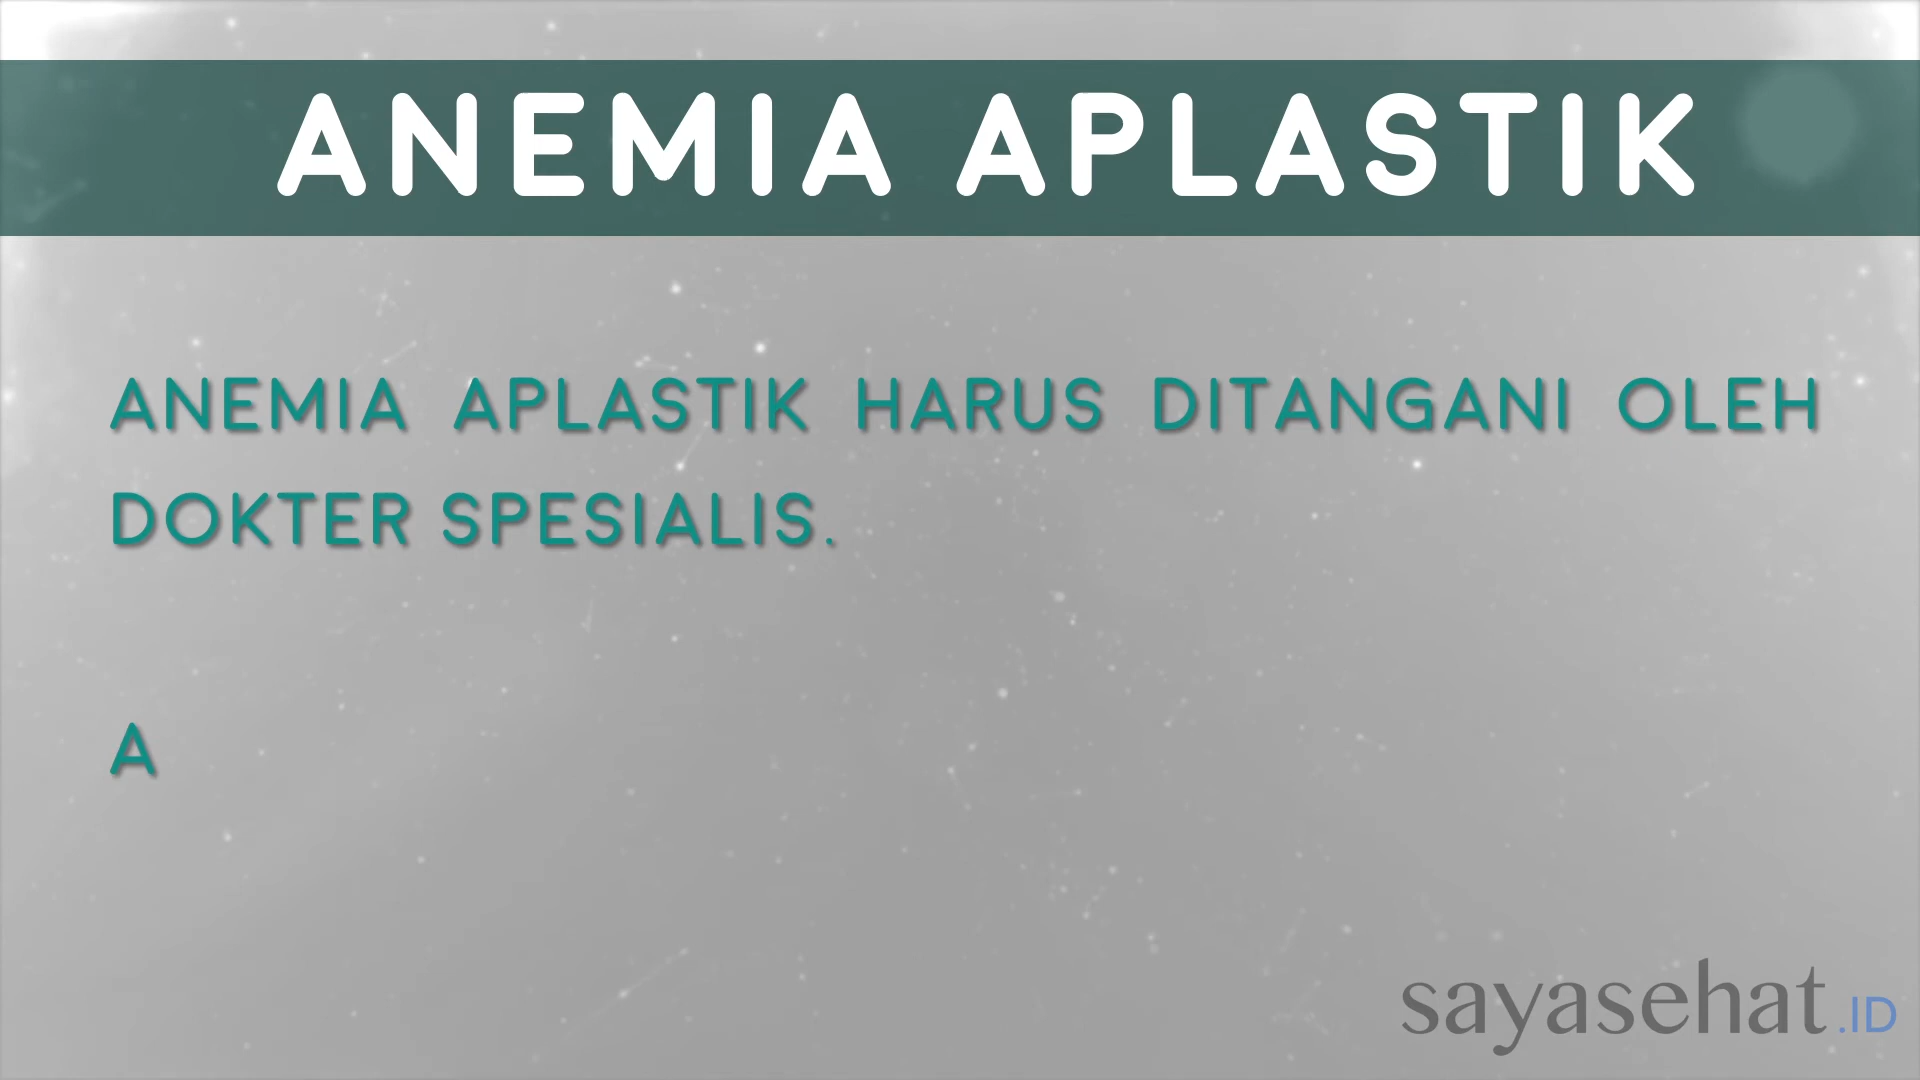 ANEMIA APLASTIK
ANEMIA APLASTIK HARUS DITANGANI OLEH
DOKTER SPESIALIS.
A
sayasehat.ID